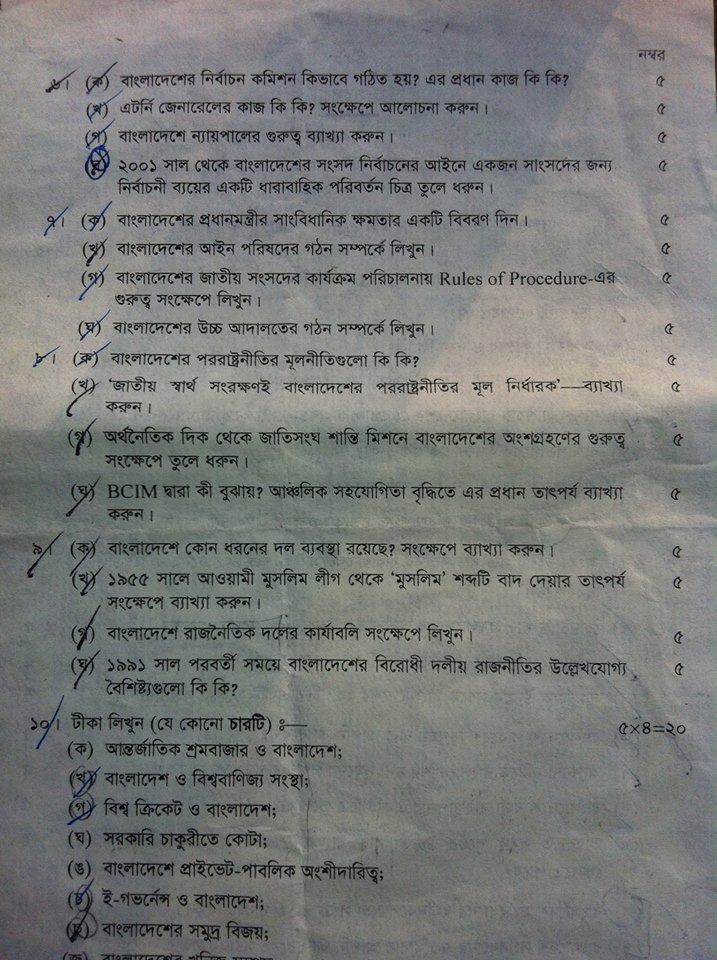 নম্বর
৬। (ক) বাংলাদেশের নির্বাচন কমিশন কিভাবে গঠিত হয়? এর প্রধান কাজ কি কি? ৫
(খ) এটর্নি জেনারেলের কাজ কি কি? সংক্ষেপে আলোচনা করুন। ৫
(গ) বাংলাদেশে ন্যায়পালের গুরুত্ব ব্যাখ্যা করুন। ৫
(ঘ) ২০০১ সাল থেকে বাংলাদেশের সংসদ নির্বাচনের আইনে একজন সাংসদের জন্য ৫
নির্বাচনী ব্যয়ের একটি ধারাবাহিক পরিবর্তন চিত্র তুলে ধরুন।
৭। (ক) বাংলাদেশের প্রধানমন্ত্রীর সাংবিধানিক ক্ষমতার একটি বিবরণ দিন। ৫
(খ) বাংলাদেশের আইন পরিষদের গঠন সম্পর্কে লিখুন। ৫
(গ) বাংলাদেশের জাতীয় সংসদের কার্যক্রম পরিচালনায় Rules of Procedure-এর ৫
গুরুত্ব সংক্ষেপে লিখুন।
(ঘ) বাংলাদেশের উচ্চ আদালতের গঠন সম্পর্কে লিখুন। ৫
৮। (ক) বাংলাদেশের পররাষ্ট্রনীতির মূলনীতিগুলো কি কি? ৫
(খ) ‘জাতীয় স্বার্থ সংরক্ষণই বাংলাদেশের পররাষ্ট্রনীতির মূল নির্ধারক’—ব্যাখ্যা ৫
করুন।
(গ) অর্থনৈতিক দিক থেকে জাতিসংঘ শান্তি মিশনে বাংলাদেশের অংশগ্রহণের গুরুত্ব ৫
সংক্ষেপে তুলে ধরুন।
(ঘ) BCIM দ্বারা কী বুঝায়? আঞ্চলিক সহযোগিতা বৃদ্ধিতে এর প্রধান তাৎপর্য ব্যাখ্যা ৫
করুন।
৯। (ক) বাংলাদেশে কোন ধরনের দল ব্যবস্থা রয়েছে? সংক্ষেপে ব্যাখ্যা করুন। ৫
(খ) ১৯৫৫ সালে আওয়ামী মুসলিম লীগ থেকে ‘মুসলিম’ শব্দটি বাদ দেয়ার তাৎপর্য ৫
সংক্ষেপে ব্যাখ্যা করুন।
(গ) বাংলাদেশে রাজনৈতিক দলের কার্যাবলি সংক্ষেপে লিখুন। ৫
(ঘ) ১৯৯১ সাল পরবর্তী সময়ে বাংলাদেশের বিরোধী দলীয় রাজনীতির উল্লেখযোগ্য ৫
বৈশিষ্ট্যগুলো কি কি?
১০। টীকা লিখুন (যে কোনো চারটি) ঃ— ৫×৪=২০
(ক) আন্তর্জাতিক শ্রমবাজার ও বাংলাদেশ;
(খ) বাংলাদেশ ও বিশ্ববাণিজ্য সংস্থা;
(গ) বিশ্ব ক্রিকেট ও বাংলাদেশ;
(ঘ) সরকারি চাকুরীতে কোটা;
(ঙ) বাংলাদেশে প্রাইভেট-পাবলিক অংশীদারিত্ব;
(চ) ই-গভর্নেন্স ও বাংলাদেশ;
(ছ) বাংলাদেশের সমুদ্র বিজয়;